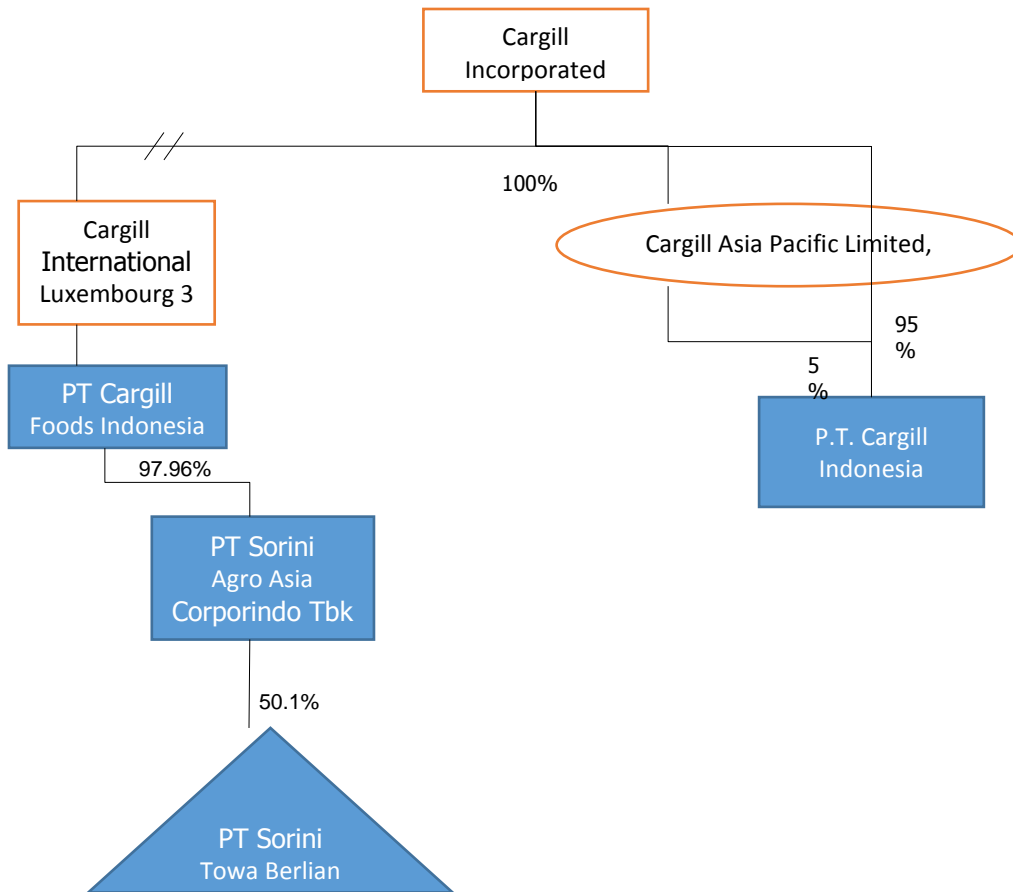 Cargill
Incorporated
100%
Cargill
International
Luxembourg 3
Cargill Asia Pacific Limited,
95
%
5
%
PT Cargill
Foods Indonesia
P.T. Cargill
Indonesia
97.96%
PT Sorini
Agro Asia
Corporindo Tbk
50.1%
PT Sorini
Towa Berlian